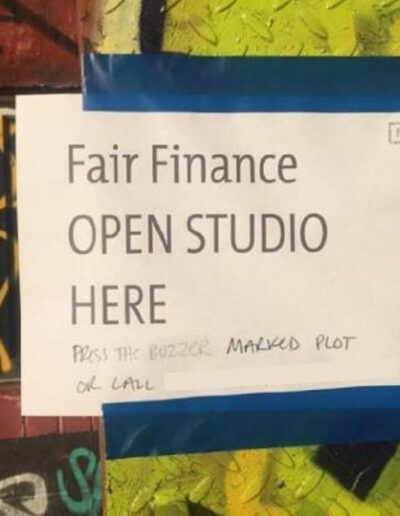 Fair Finance
OPEN STUDIO
HERE
PRESS THE BUZZER MARKED PLOT
OR CALL